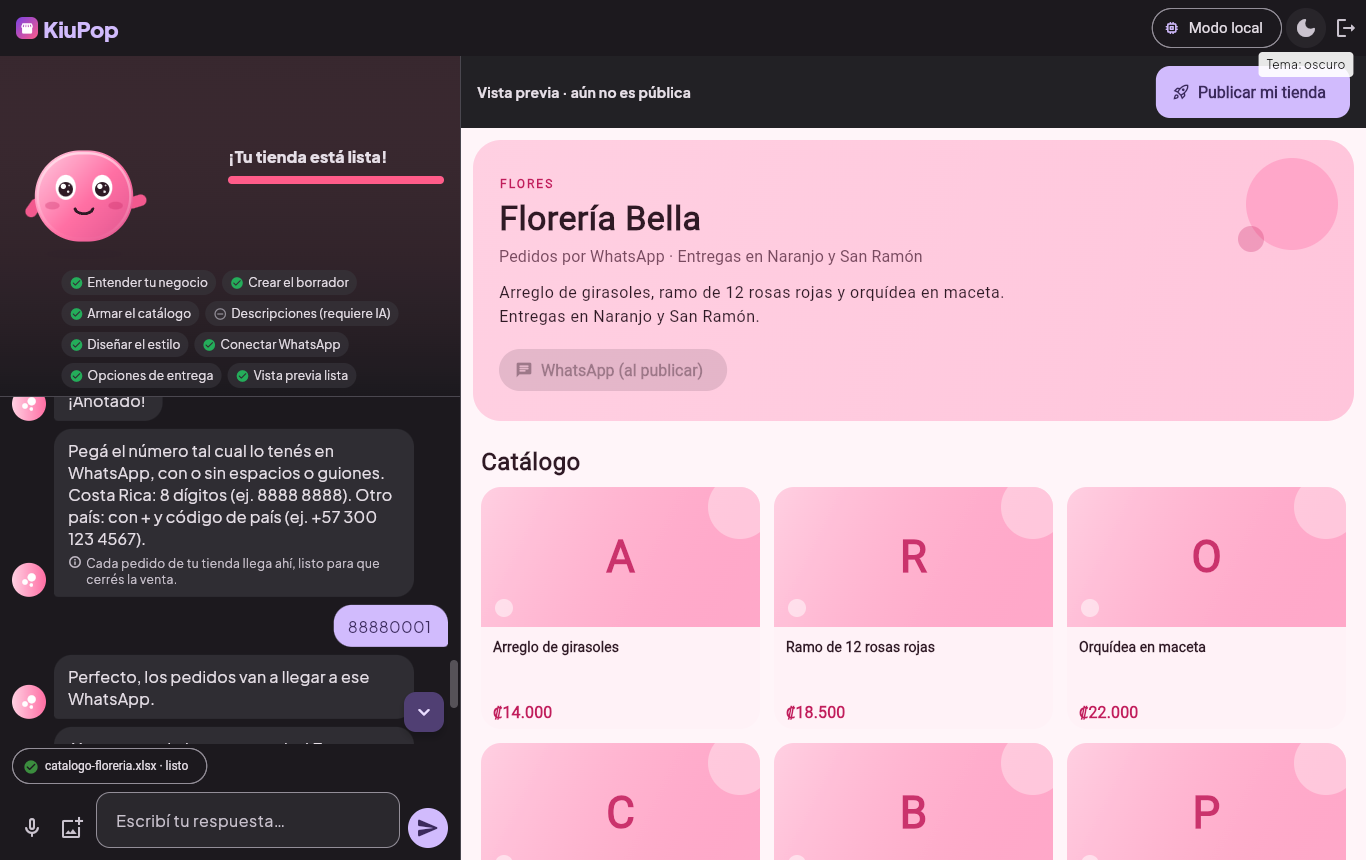 KiuPop
Modo local
Tema: oscuro
¡Tu tienda está lista!
Entender tu negocio
Crear el borrador
Armar el catálogo
Descripciones (requiere IA)
Diseñar el estilo
Conectar WhatsApp
Opciones de entrega
Vista previa lista
¡Anotado!
Pegá el número tal cual lo tenés en
WhatsApp, con o sin espacios o guiones.
Costa Rica: 8 dígitos (ej. 8888 8888). Otro
país: con + y código de país (ej. +57 300
123 4567).
Cada pedido de tu tienda llega ahí, listo para que
cerrés la venta.
88880001
Perfecto, los pedidos van a llegar a ese
WhatsApp.
catalogo-floreria.xlsx · listo
Escribí tu respuesta…
Vista previa · aún no es pública
Publicar mi tienda
FLORES
Florería Bella
Pedidos por WhatsApp · Entregas en Naranjo y San Ramón
Arreglo de girasoles, ramo de 12 rosas rojas y orquídea en maceta.
Entregas en Naranjo y San Ramón.
WhatsApp (al publicar)
Catálogo
A
R
O
Arreglo de girasoles
Ramo de 12 rosas rojas
Orquídea en maceta
₡14.000
₡18.500
₡22.000
C
B
P